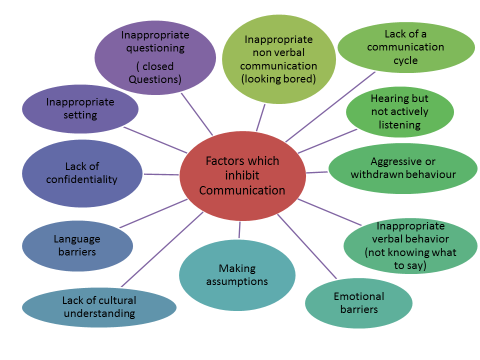 Inappropriate
questioning
( closed
Questions)
Inappropriate
non verbal
communication
(looking bored)
Lack of a
communication
cycle
Inappropriate
setting
Hearing but
not actively
listening
Factors which
inhibit
Communication
Lack of
confidentiality
Aggressive or
withdrawn behaviour
Language
barriers
Inappropriate
verbal behavior
(not knowing what
to say)
Making
assumptions
Lack of cultural
understanding
Emotional
barriers